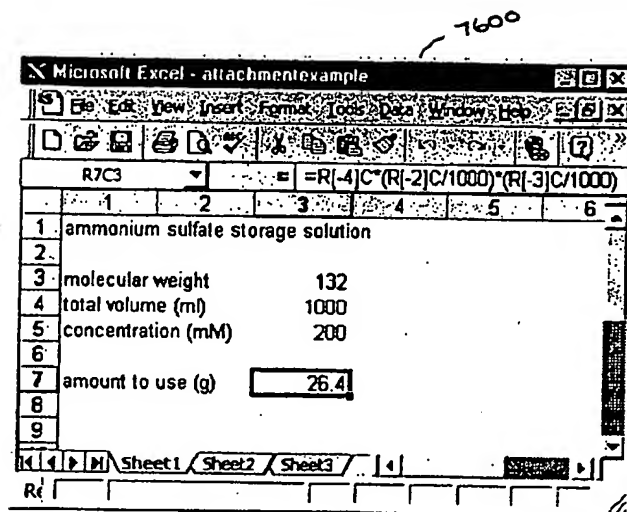 7600
X Microsoft Excel - attachmentexample
File Edit View Insert Format Tools Data Window Help
R7C3 = =R[-4]C*(R[-2]C/1000)*(R[-3]C/1000)
1 2 3 4 5 6
1 ammonium sulfate storage solution
2
3 molecular weight 132
4 total volume (ml) 1000
5 concentration (mM) 200
6
7 amount to use (g) 26.4
8
9
Sheet1 Sheet2 Sheet3